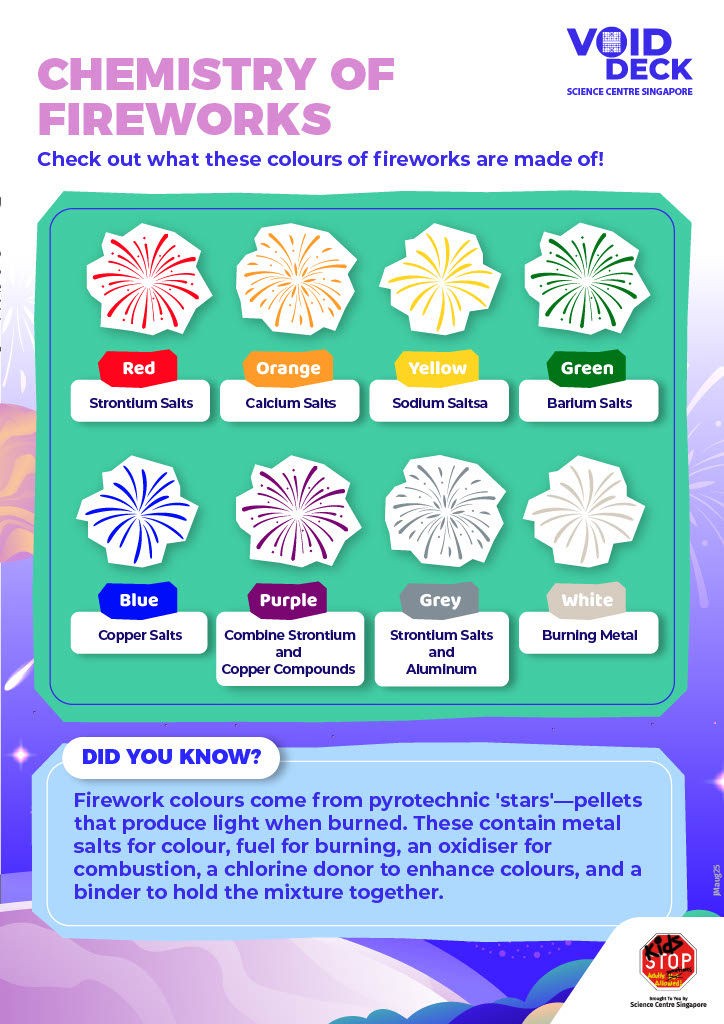 VOID
DECK
SCIENCE CENTRE SINGAPORE
CHEMISTRY OF
FIREWORKS
Check out what these colours of fireworks are made of!
Red
Strontium Salts
Orange
Calcium Salts
Yellow
Sodium Saltsa
Green
Barium Salts
Blue
Copper Salts
Purple
Combine Strontium
and
Copper Compounds
Grey
Strontium Salts
and
Aluminum
White
Burning Metal
DID YOU KNOW?
Firework colours come from pyrotechnic 'stars'—pellets
that produce light when burned. These contain metal
salts for colour, fuel for burning, an oxidiser for
combustion, a chlorine donor to enhance colours, and a
binder to hold the mixture together.
JMaug25
Kids
STOP
Allowed!
Brought To You By
Science Centre Singapore